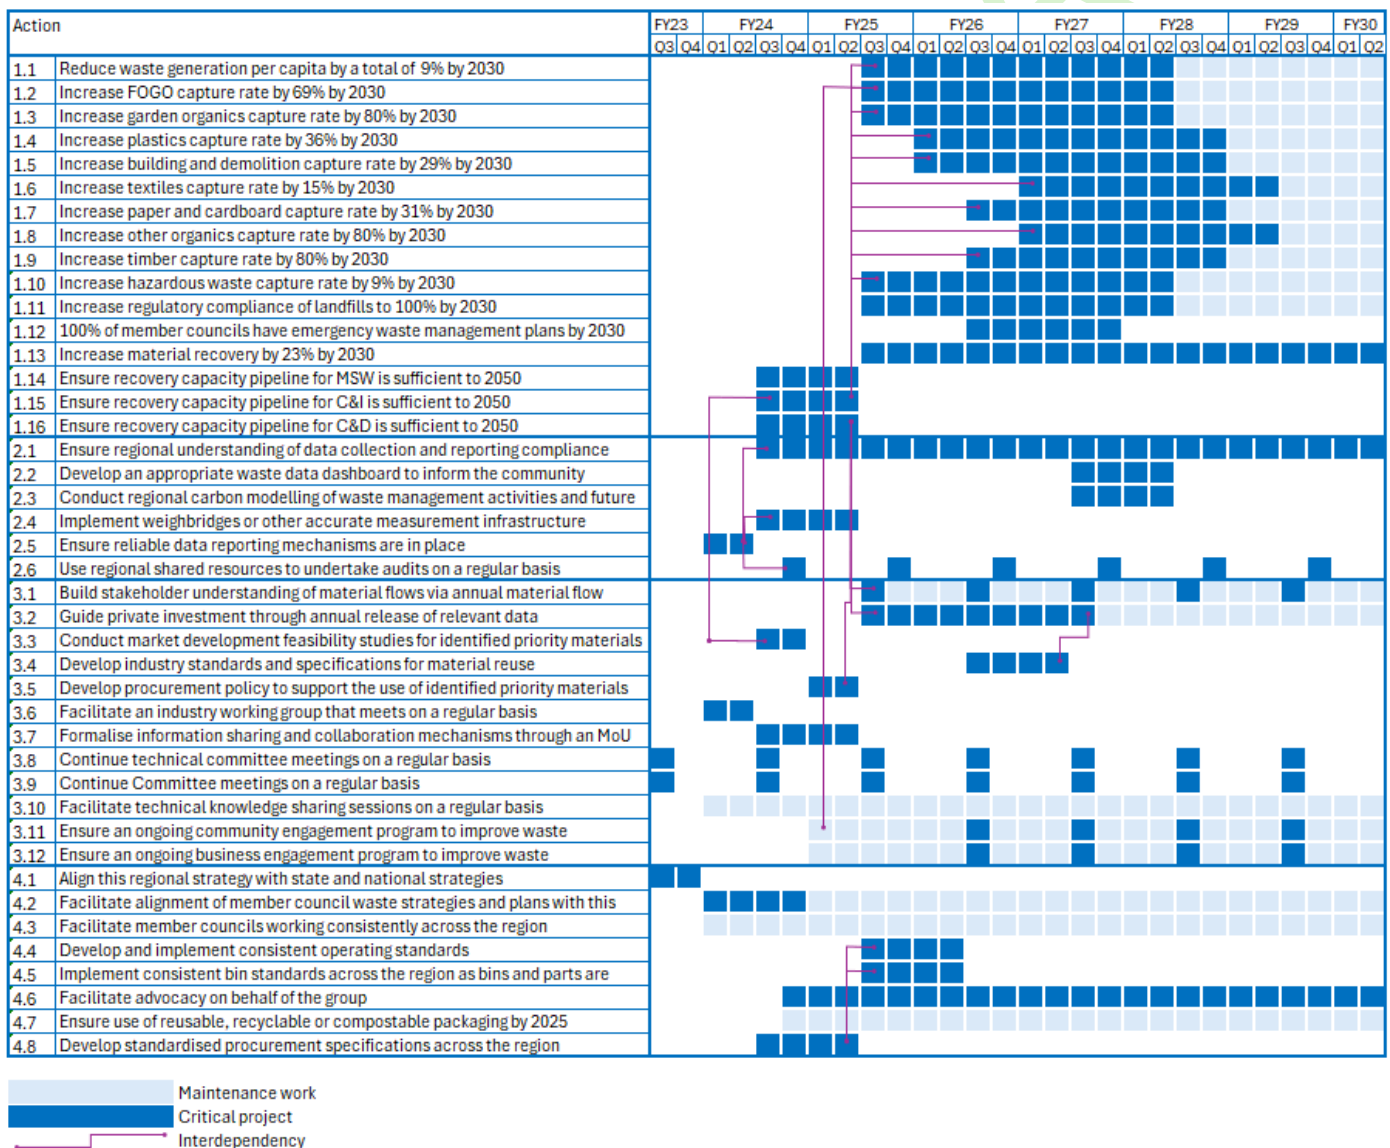 Action FY23 FY24 FY25 FY26 FY27 FY28 FY29 FY30
Q3 Q4 Q1 Q2 Q3 Q4 Q1 Q2 Q3 Q4 Q1 Q2 Q3 Q4 Q1 Q2 Q3 Q4 Q1 Q2 Q3 Q4 Q1 Q2 Q3 Q4 Q1 Q2
1.1 Reduce waste generation per capita by a total of 9% by 2030
1.2 Increase FOGO capture rate by 69% by 2030
1.3 Increase garden organics capture rate by 80% by 2030
1.4 Increase plastics capture rate by 36% by 2030
1.5 Increase building and demolition capture rate by 29% by 2030
1.6 Increase textiles capture rate by 15% by 2030
1.7 Increase paper and cardboard capture rate by 31% by 2030
1.8 Increase other organics capture rate by 80% by 2030
1.9 Increase timber capture rate by 80% by 2030
1.10 Increase hazardous waste capture rate by 9% by 2030
1.11 Increase regulatory compliance of landfills to 100% by 2030
1.12 100% of member councils have emergency waste management plans by 2030
1.13 Increase material recovery by 23% by 2030
1.14 Ensure recovery capacity pipeline for MSW is sufficient to 2050
1.15 Ensure recovery capacity pipeline for C&I is sufficient to 2050
1.16 Ensure recovery capacity pipeline for C&D is sufficient to 2050
2.1 Ensure regional understanding of data collection and reporting compliance
2.2 Develop an appropriate waste data dashboard to inform the community
2.3 Conduct regional carbon modelling of waste management activities and future
2.4 Implement weighbridges or other accurate measurement infrastructure
2.5 Ensure reliable data reporting mechanisms are in place
2.6 Use regional shared resources to undertake audits on a regular basis
3.1 Build stakeholder understanding of material flows via annual material flow
3.2 Guide private investment through annual release of relevant data
3.3 Conduct market development feasibility studies for identified priority materials
3.4 Develop industry standards and specifications for material reuse
3.5 Develop procurement policy to support the use of identified priority materials
3.6 Facilitate an industry working group that meets on a regular basis
3.7 Formalise information sharing and collaboration mechanisms through an MoU
3.8 Continue technical committee meetings on a regular basis
3.9 Continue Committee meetings on a regular basis
3.10 Facilitate technical knowledge sharing sessions on a regular basis
3.11 Ensure an ongoing community engagement program to improve waste
3.12 Ensure an ongoing business engagement program to improve waste
4.1 Align this regional strategy with state and national strategies
4.2 Facilitate alignment of member council waste strategies and plans with this
4.3 Facilitate member councils working consistently across the region
4.4 Develop and implement consistent operating standards
4.5 Implement consistent bin standards across the region as bins and parts are
4.6 Facilitate advocacy on behalf of the group
4.7 Ensure use of reusable, recyclable or compostable packaging by 2025
4.8 Develop standardised procurement specifications across the region
Maintenance work
Critical project
Interdependency